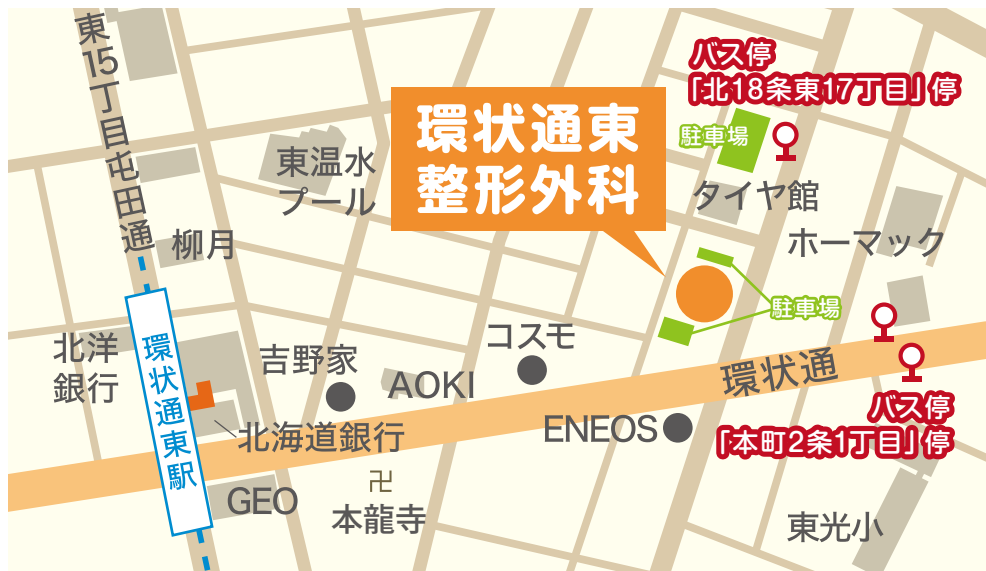 東15丁目屯田通
バス停
「北18条東17丁目」停
環状通東
整形外科
駐車場
東温水
プール
タイヤ館
柳月
ホーマック
駐車場
北洋
銀行
環状通東駅
吉野家
コスモ
AOKI
環状通
バス停
「本町2条1丁目」停
北海道銀行
ENEOS
GEO
卍
本龍寺
東光小